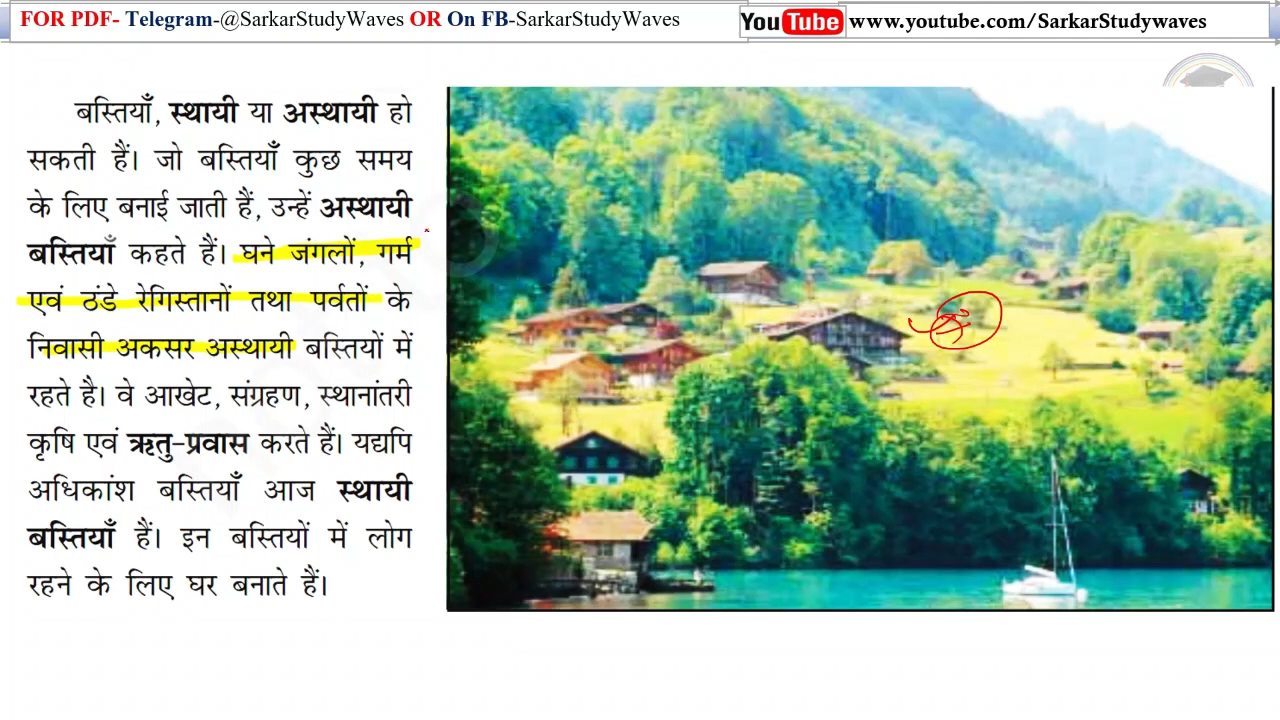 FOR PDF- Telegram-@SarkarStudyWaves OR On FB-SarkarStudyWaves
YouTube www.youtube.com/SarkarStudywaves
बस्तियाँ, स्थायी या अस्थायी हो
सकती हैं। जो बस्तियाँ कुछ समय
के लिए बनाई जाती हैं, उन्हें अस्थायी
बस्तियाँ कहते हैं। घने जंगलों, गर्म
एवं ठंडे रेगिस्तानों तथा पर्वतों के
निवासी अकसर अस्थायी बस्तियों में
रहते है। वे आखेट, संग्रहण, स्थानांतरी
कृषि एवं ऋतु-प्रवास करते हैं। यद्यपि
अधिकांश बस्तियाँ आज स्थायी
बस्तियाँ हैं। इन बस्तियों में लोग
रहने के लिए घर बनाते हैं।